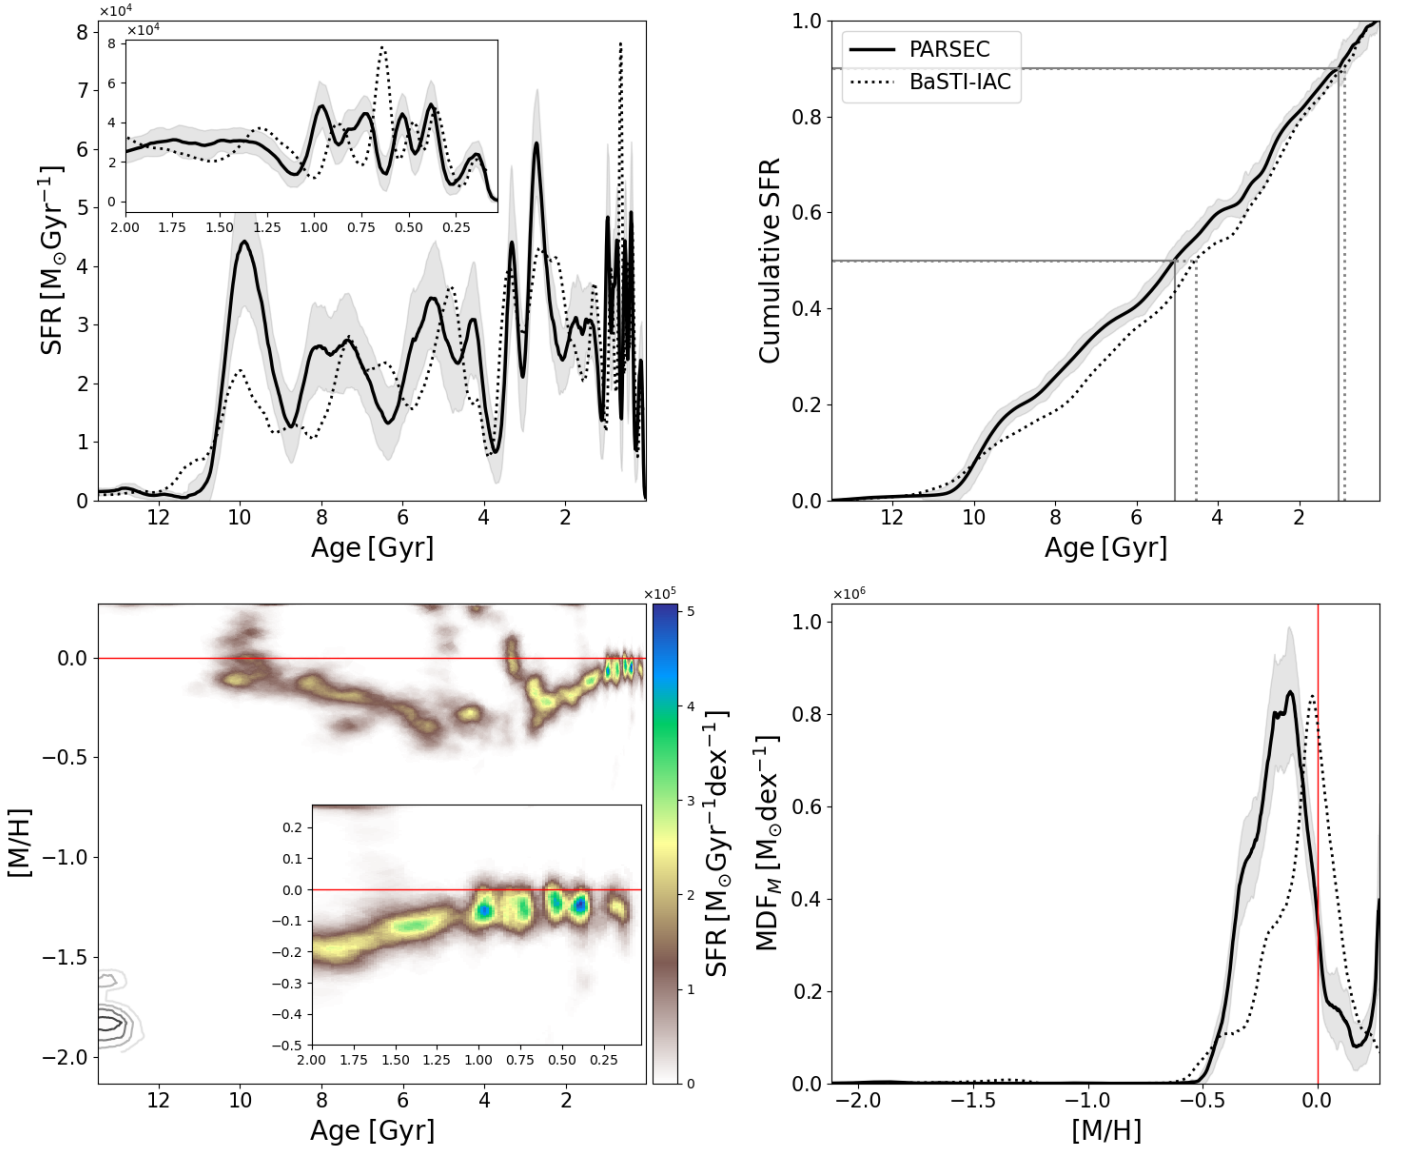 ×10⁴
8
7
6
5
4
3
2
1
0
SFR [M⊙Gyr⁻¹]
×10⁴
8
6
4
2
0
2.00 1.75 1.50 1.25 1.00 0.75 0.50 0.25
12 10 8 6 4 2
Age [Gyr]
1.0
0.8
0.6
0.4
0.2
0.0
Cumulative SFR
PARSEC
BaSTI-IAC
12 10 8 6 4 2
Age [Gyr]
0.0
−0.5
−1.0
−1.5
−2.0
[M/H]
0.2
0.1
0.0
−0.1
−0.2
−0.3
−0.4
−0.5
2.00 1.75 1.50 1.25 1.00 0.75 0.50 0.25
12 10 8 6 4 2
Age [Gyr]
×10⁵
5
4
3
2
1
0
SFR [M⊙Gyr⁻¹dex⁻¹]
×10⁶
1.0
0.8
0.6
0.4
0.2
0.0
MDF_M [M⊙dex⁻¹]
−2.0 −1.5 −1.0 −0.5 0.0
[M/H]